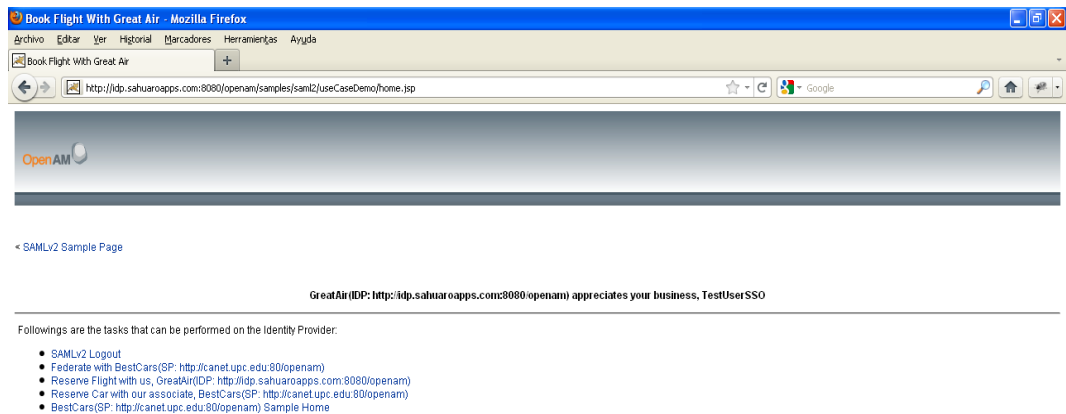 Book Flight With Great Air - Mozilla Firefox
Archivo Editar Ver Historial Marcadores Herramientas Ayuda
Book Flight With Great Air +
http://idp.sahuaroapps.com:8080/openam/samples/saml2/useCaseDemo/home.jsp Google
OpenAM
< SAMLv2 Sample Page
GreatAir(IDP: http://idp.sahuaroapps.com:8080/openam) appreciates your business, TestUserSSO
Followings are the tasks that can be performed on the Identity Provider:
SAMLv2 Logout
Federate with BestCars(SP: http://canet.upc.edu:80/openam)
Reserve Flight with us, GreatAir(IDP: http://idp.sahuaroapps.com:8080/openam)
Reserve Car with our associate, BestCars(SP: http://canet.upc.edu:80/openam)
BestCars(SP: http://canet.upc.edu:80/openam) Sample Home